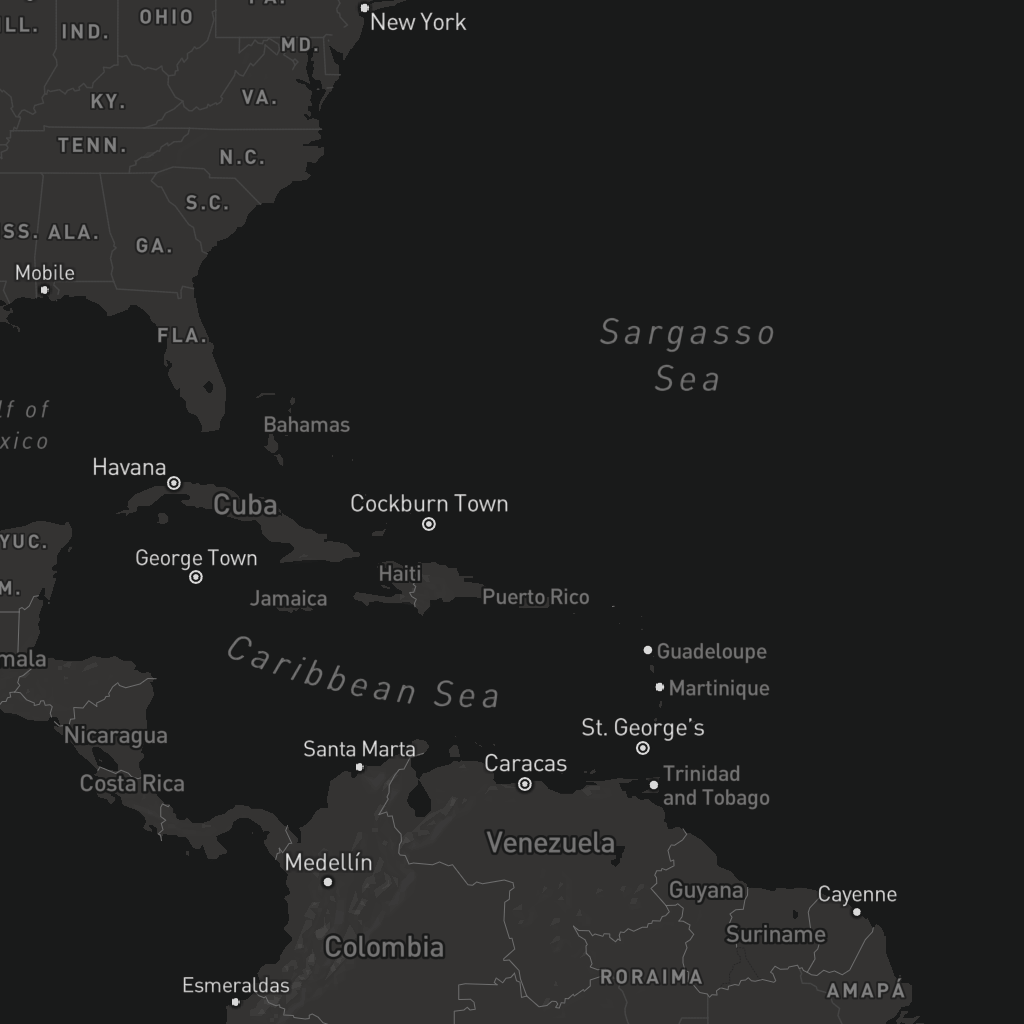 PA.
OHIO
ILL.
IND.
New York
MD.
KY.
VA.
TENN.
N.C.
S.C.
SS. ALA.
GA.
Mobile
FLA.
Sargasso
Sea
lf of
xico
Bahamas
Havana
Cuba
Cockburn Town
YUC.
George Town
Haiti
M.
Jamaica
Puerto Rico
mala
Caribbean Sea
Guadeloupe
Martinique
Nicaragua
St. George's
Santa Marta
Caracas
Costa Rica
Trinidad
and Tobago
Venezuela
Medellín
Guyana
Cayenne
Colombia
Suriname
RORAIMA
Esmeraldas
AMAPÁ